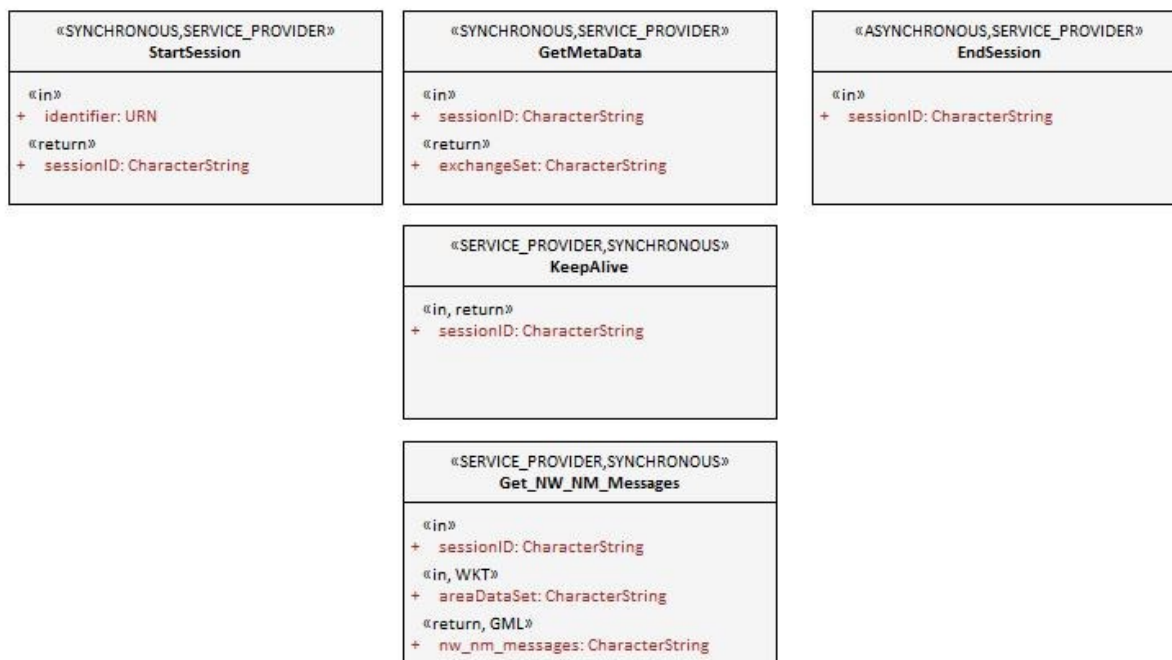 «SYNCHRONOUS,SERVICE_PROVIDER»
StartSession
«in»
+ identifier: URN
«return»
+ sessionID: CharacterString
«SYNCHRONOUS,SERVICE_PROVIDER»
GetMetaData
«in»
+ sessionID: CharacterString
«return»
+ exchangeSet: CharacterString
«ASYNCHRONOUS,SERVICE_PROVIDER»
EndSession
«in»
+ sessionID: CharacterString
«SERVICE_PROVIDER,SYNCHRONOUS»
KeepAlive
«in, return»
+ sessionID: CharacterString
«SERVICE_PROVIDER,SYNCHRONOUS»
Get_NW_NM_Messages
«in»
+ sessionID: CharacterString
«in, WKT»
+ areaDataSet: CharacterString
«return, GML»
+ nw_nm_messages: CharacterString